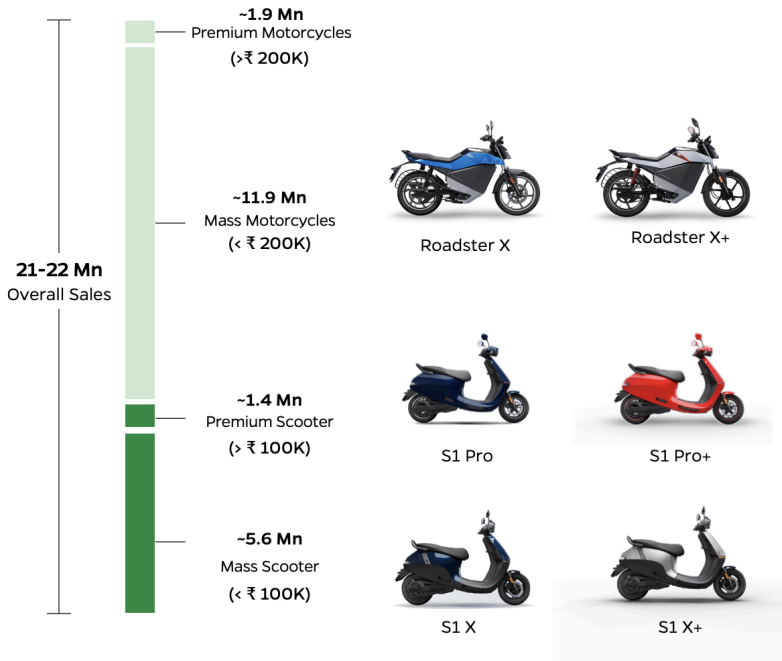 ~1.9 Mn
Premium Motorcycles
(>₹ 200K)
~11.9 Mn
Mass Motorcycles
(< ₹ 200K)
Roadster X
Roadster X+
21-22 Mn
Overall Sales
~1.4 Mn
Premium Scooter
(> ₹ 100K)
S1 Pro
S1 Pro+
~5.6 Mn
Mass Scooter
(< ₹ 100K)
S1 X
S1 X+